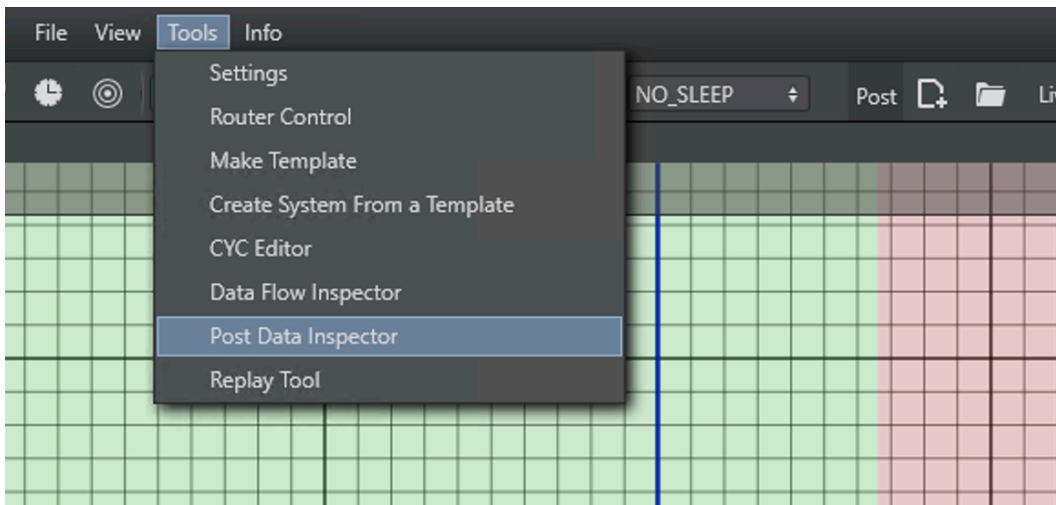 File View Tools Info
Settings
NO_SLEEP Post
Router Control
Make Template
Create System From a Template
CYC Editor
Data Flow Inspector
Post Data Inspector
Replay Tool